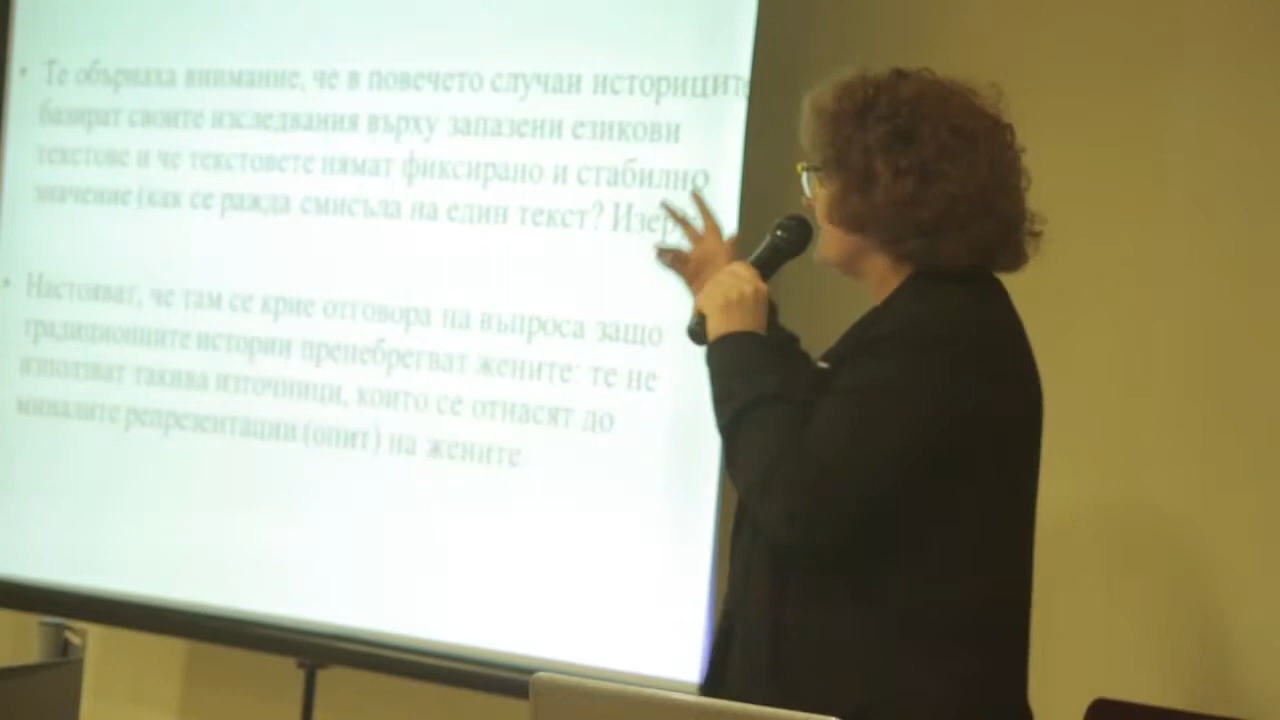 • Те обърнаха внимание, че в повечето случаи историците
базират своите изследвания върху запазени езикови
текстове и че текстовете нямат фиксирано и стабилно
значение (как се ражда смисъла на един текст? Изер
• Настояват, че там се крие отговора на въпроса защо
традиционните истории пренебрегват жените: те не
използват такива източници, които се отнасят до
миналите репрезентации (опит) на жените